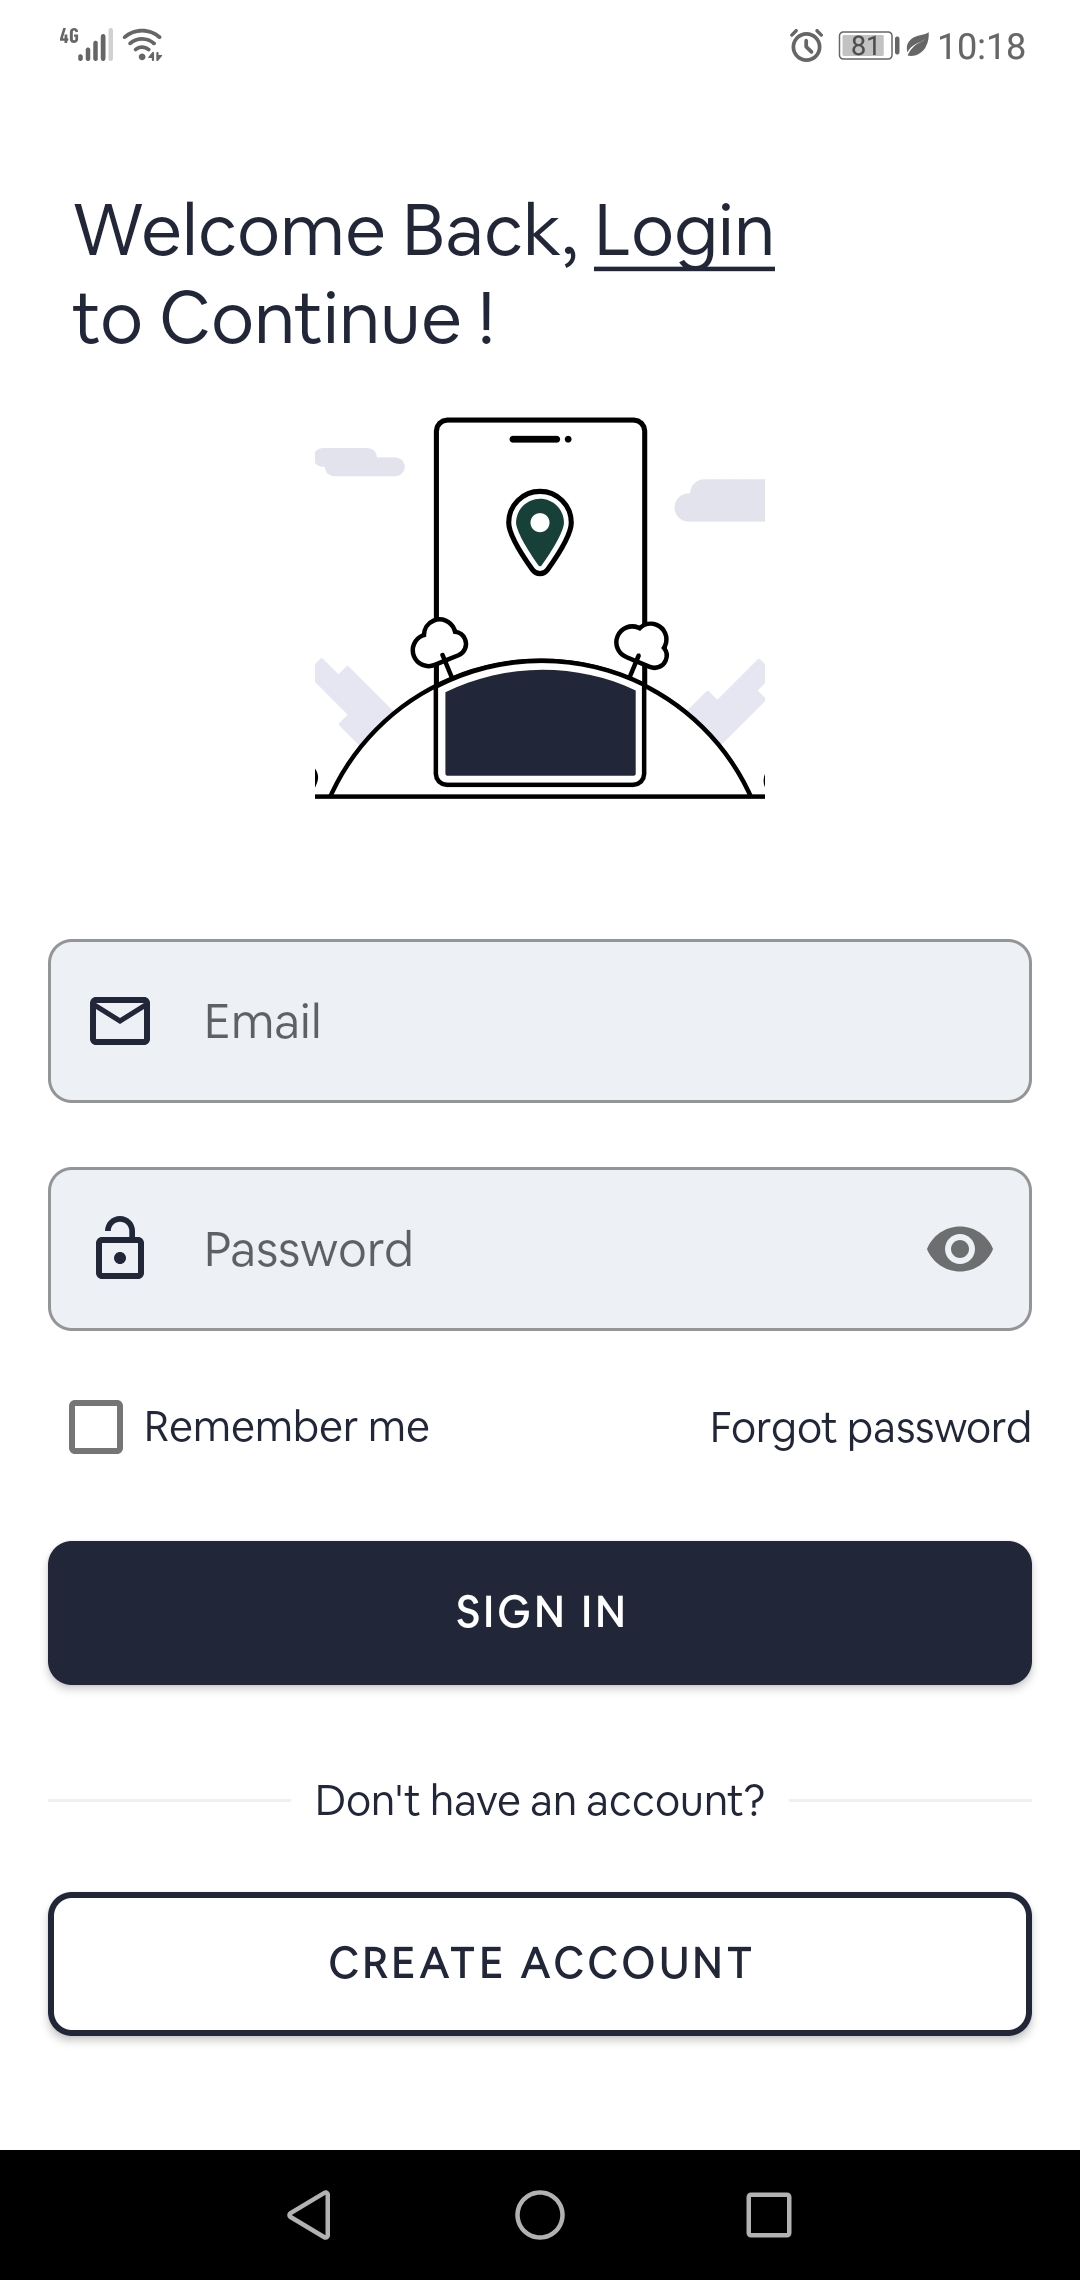 4G 81 10:18
Welcome Back, Login
to Continue !
Email
Password
Remember me Forgot password
SIGN IN
Don't have an account?
CREATE ACCOUNT